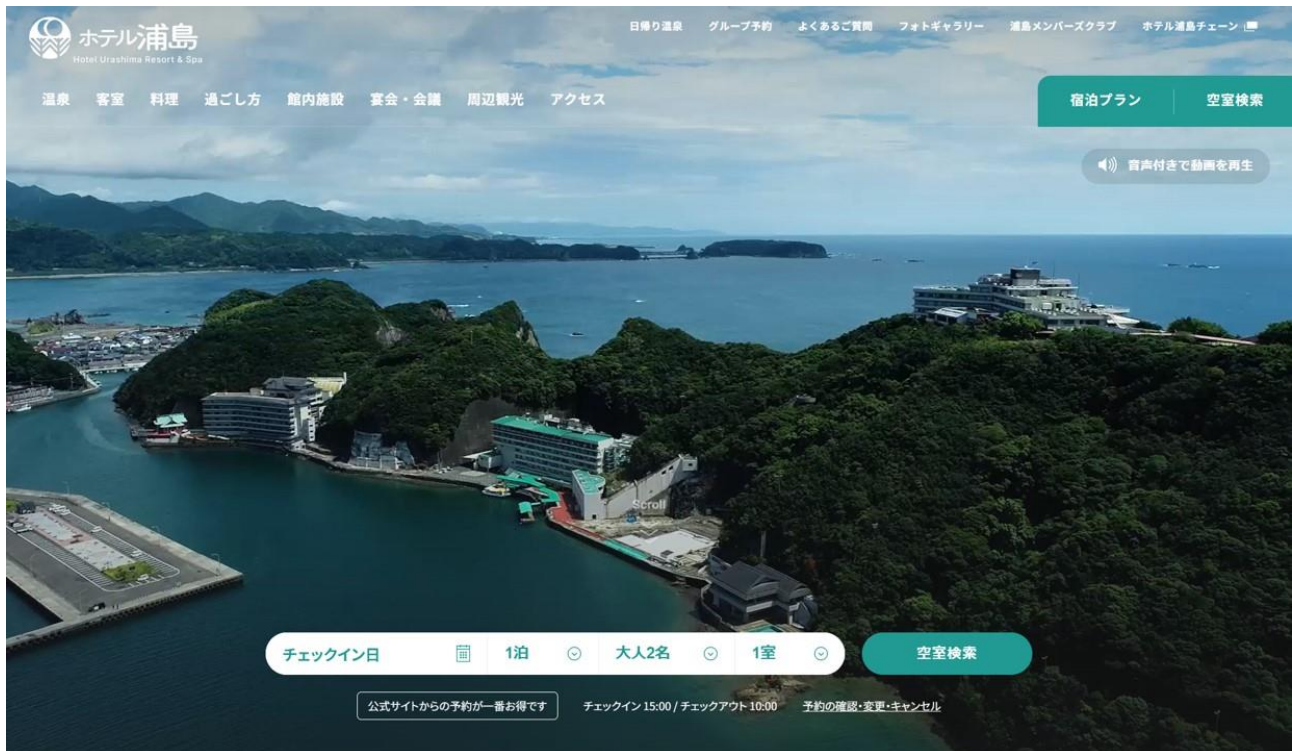 ホテル浦島
Hotel Urashima Resort & Spa
日帰り温泉 グループ予約 よくあるご質問 フォトギャラリー 浦島メンバーズクラブ ホテル浦島チェーン
温泉 客室 料理 過ごし方 館内施設 宴会・会議 周辺観光 アクセス
宿泊プラン 空室検索
音声付きで動画を再生
Scroll
チェックイン日 1泊 大人2名 1室 空室検索
公式サイトからの予約が一番お得です チェックイン 15:00 / チェックアウト 10:00 予約の確認・変更・キャンセル